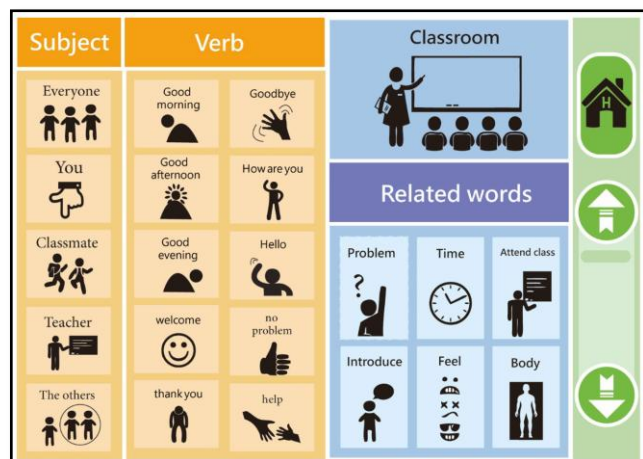 Subject
Verb
Everyone
You
Classmate
Teacher
The others
Good
morning
Goodbye
Good
afternoon
How are you
Good
evening
Hello
welcome
no
problem
thank you
help
Classroom
Related words
Problem
Time
Attend class
?
Introduce
Feel
Body
H